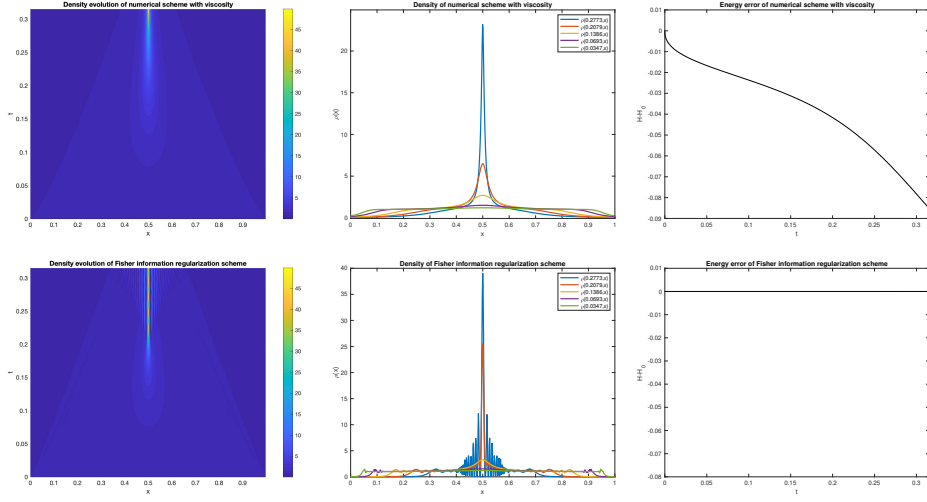 Density evolution of numerical scheme with viscosity
0.3
0.25
0.2
0.15
0.1
0.05
0
t
0 0.1 0.2 0.3 0.4 0.5 0.6 0.7 0.8 0.9
x
45
40
35
30
25
20
15
10
5
Density of numerical scheme with viscosity
20
15
10
5
0
ρ(x)
0 0.1 0.2 0.3 0.4 0.5 0.6 0.7 0.8 0.9 1
x
ρ(0.2773,x)
ρ(0.2079,x)
ρ(0.1386,x)
ρ(0.0693,x)
ρ(0.0347,x)
Energy error of numerical scheme with viscosity
0.01
0
-0.01
-0.02
-0.03
-0.04
-0.05
-0.06
-0.07
-0.08
-0.09
H-H0
0 0.05 0.1 0.15 0.2 0.25 0.3
t
Density evolution of Fisher information regularization scheme
0.3
0.25
0.2
0.15
0.1
0.05
0
t
0 0.1 0.2 0.3 0.4 0.5 0.6 0.7 0.8 0.9
x
45
40
35
30
25
20
15
10
5
Density of Fisher information regularization scheme
40
35
30
25
20
15
10
5
0
ρ(x)
0 0.1 0.2 0.3 0.4 0.5 0.6 0.7 0.8 0.9 1
x
ρ(0.2773,x)
ρ(0.2079,x)
ρ(0.1386,x)
ρ(0.0693,x)
ρ(0.0347,x)
Energy error of Fisher information regularization scheme
0.01
0
-0.01
-0.02
-0.03
-0.04
-0.05
-0.06
-0.07
-0.08
H-H0
0 0.05 0.1 0.15 0.2 0.25 0.3
t